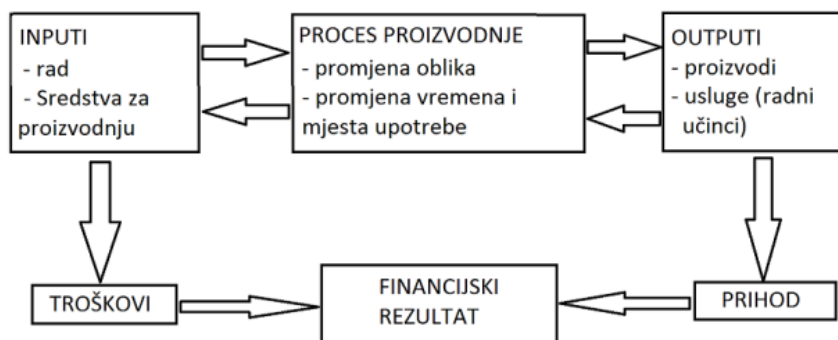 INPUTI
- rad
- Sredstva za
proizvodnju
PROCES PROIZVODNJE
- promjena oblika
- promjena vremena i
mjesta upotrebe
OUTPUTI
- proizvodi
- usluge (radni
učinci)
TROŠKOVI
FINANCIJSKI
REZULTAT
PRIHOD